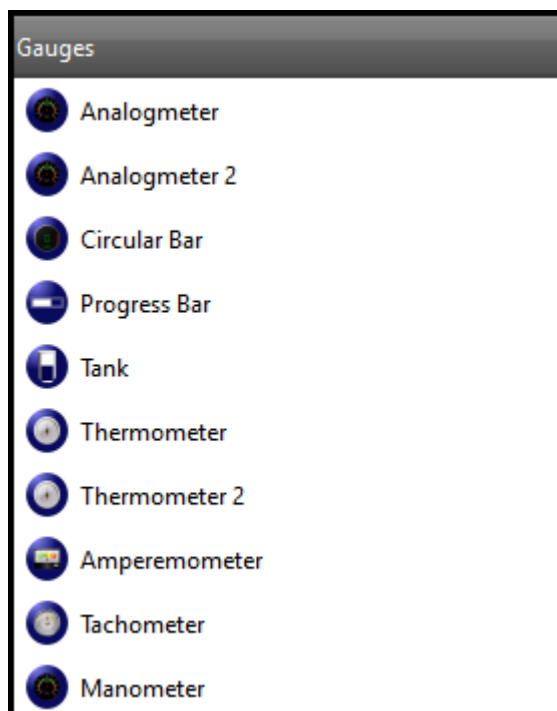 Gauges
Analogmeter
Analogmeter 2
Circular Bar
Progress Bar
Tank
Thermometer
Thermometer 2
Amperemometer
Tachometer
Manometer